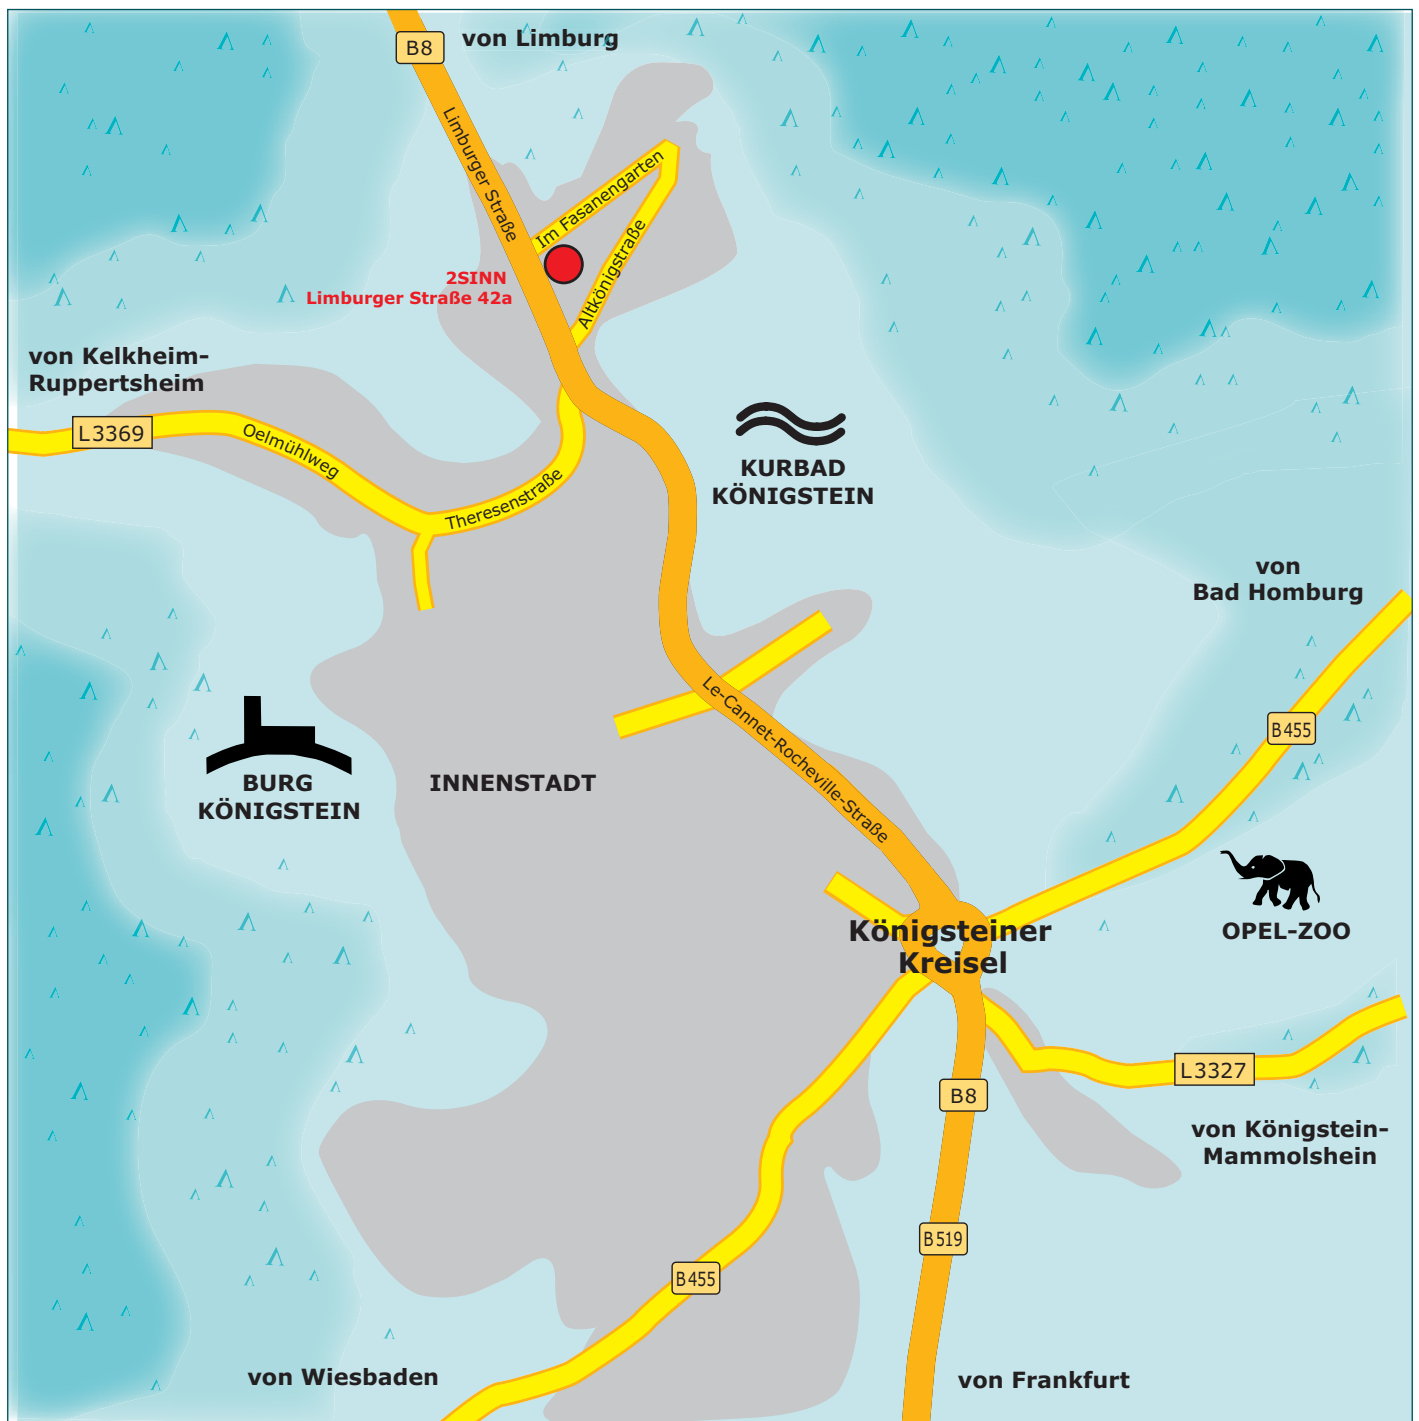 B8
von Limburg
Limburger Straße
Im Fasanengarten
Altkönigstraße
2SINN
Limburger Straße 42a
von Kelkheim-
Ruppertsheim
L3369
Oelmühlweg
Theresenstraße
KURBAD
KÖNIGSTEIN
von
Bad Homburg
Le-Cannet-Rocheville-Straße
B455
BURG
KÖNIGSTEIN
INNENSTADT
Königsteiner
Kreisel
OPEL-ZOO
L3327
B8
von Königstein-
Mammolshein
B519
B455
von Wiesbaden
von Frankfurt